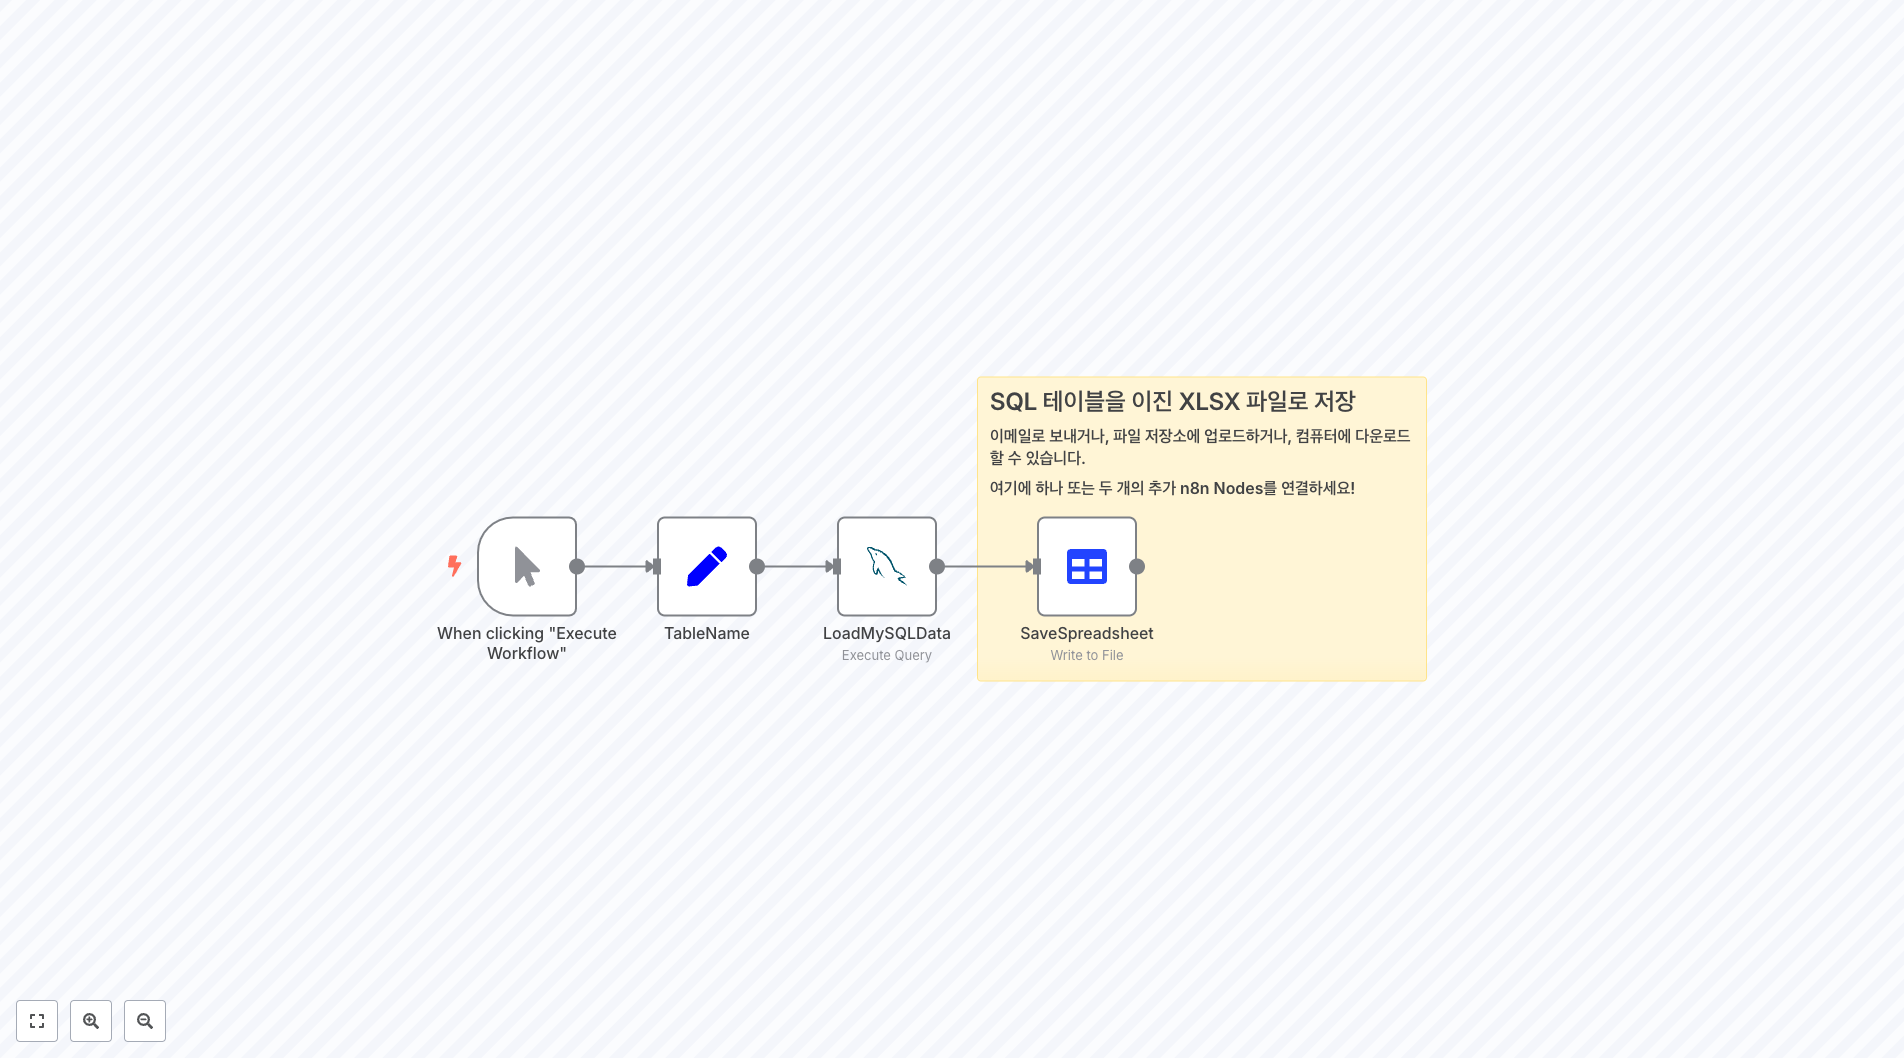 SQL 테이블을 이진 XLSX 파일로 저장
이메일로 보내거나, 파일 저장소에 업로드하거나, 컴퓨터에 다운로드
할 수 있습니다.
여기에 하나 또는 두 개의 추가 n8n Nodes를 연결하세요!
When clicking "Execute
Workflow"
TableName
LoadMySQLData
Execute Query
SaveSpreadsheet
Write to File